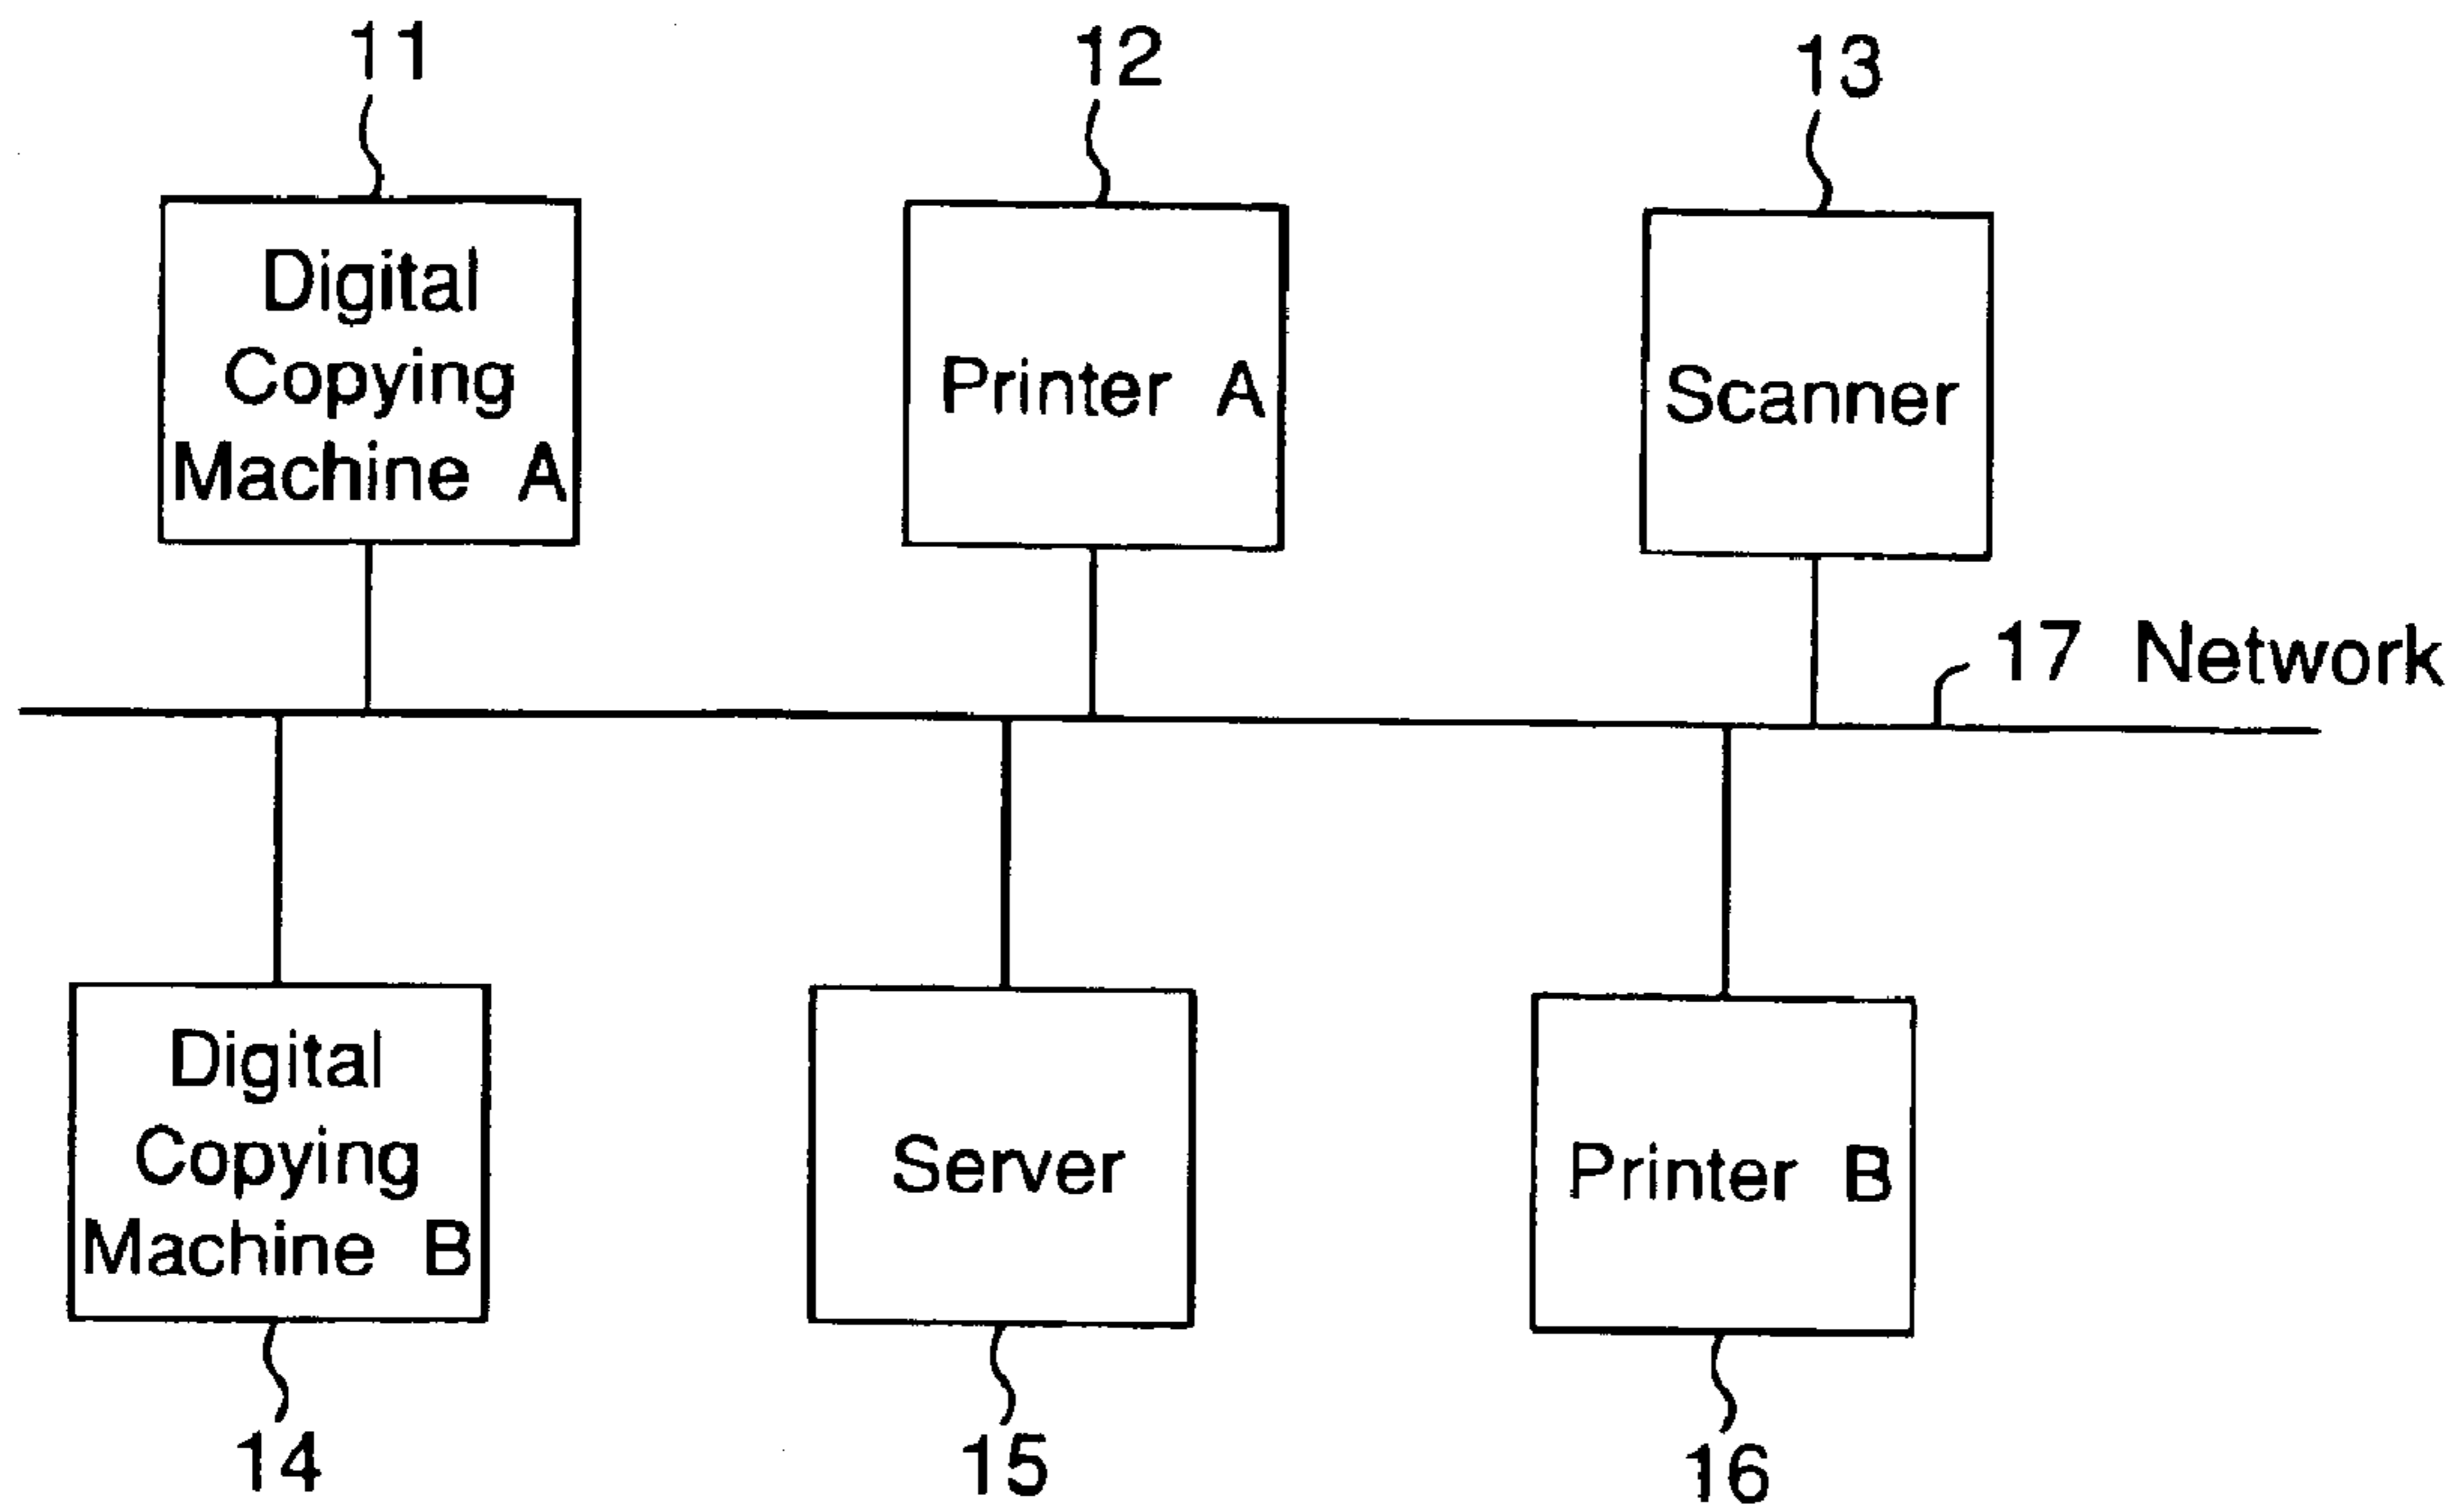 11
12
13
Digital
Copying
Machine A
Printer A
Scanner
17 Network
Digital
Copying
Machine B
Server
Printer B
14
15
16